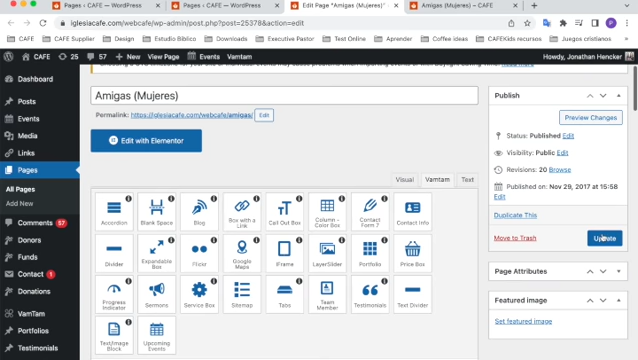 Pages ‹ CAFE — WordPress
Pages ‹ CAFE — WordPress
Edit Page "Amigas (Mujeres)"
Amigas (Mujeres) – CAFE
iglesiacafe.com/webcafe/wp-admin/post.php?post=25378&action=edit
CAFE
CAFE Supplier
Design
Estudio Biblico
Downloads
Executive Pastor
Test Online
Aprender
Coffee ideas
CAFEKids recursos
Juegos cristianos
CAFE
25
57
New
View Page
Events
Vamtam
Howdy, Jonathan Hencker
Dashboard
Posts
Events
Media
Links
Pages
All Pages
Add New
Comments 57
Donors
Funds
Contact 1
Donations
VamTam
Portfolios
Testimonials
Amigas (Mujeres)
Permalink: https://iglesiacafe.com/webcafe/amigas/ Edit
Edit with Elementor
Visual
Vamtam
Text
Accordion
Blank Space
Blog
Box with a Link
Call Out Box
Column - Color Box
Contact Form 7
Contact Info
Divider
Expandable Box
Flickr
Google Maps
IFrame
LayerSlider
Portfolio
Price Box
Progress Indicator
Sermons
Service Box
Sitemap
Tabs
Team Member
Testimonials
Text Divider
Text/Image Block
Upcoming Events
Publish
Preview Changes
Status: Published Edit
Visibility: Public Edit
Revisions: 20 Browse
Published on: Nov 29, 2017 at 15:58
Edit
Duplicate This
Move to Trash
Update
Page Attributes
Featured image
Set featured image